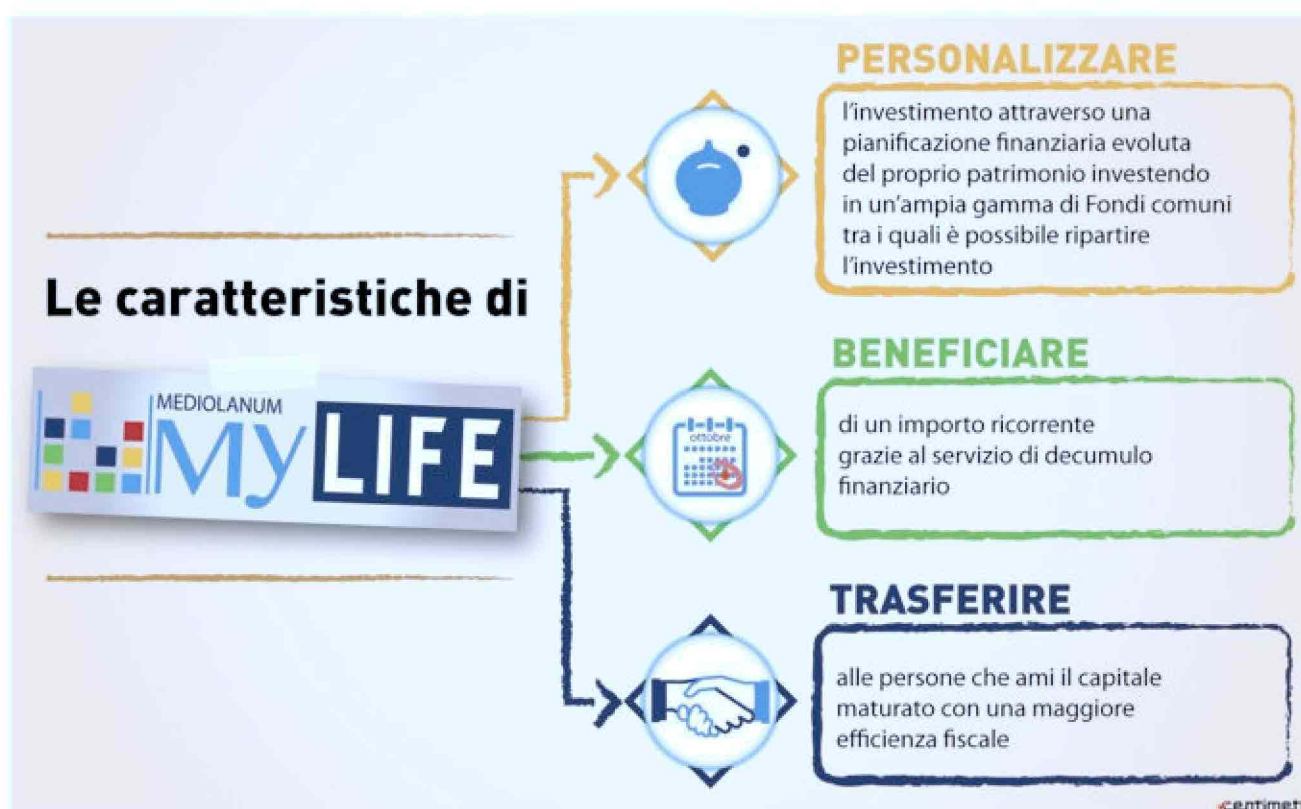 Le caratteristiche di
MEDIOLANUM
My LIFE
PERSONALIZZARE
l'investimento attraverso una
pianificazione finanziaria evoluta
del proprio patrimonio investendo
in un'ampia gamma di Fondi comuni
tra i quali è possibile ripartire
l'investimento
BENEFICIARE
ottobre
di un importo ricorrente
grazie al servizio di decumulo
finanziario
TRASFERIRE
alle persone che ami il capitale
maturato con una maggiore
efficienza fiscale